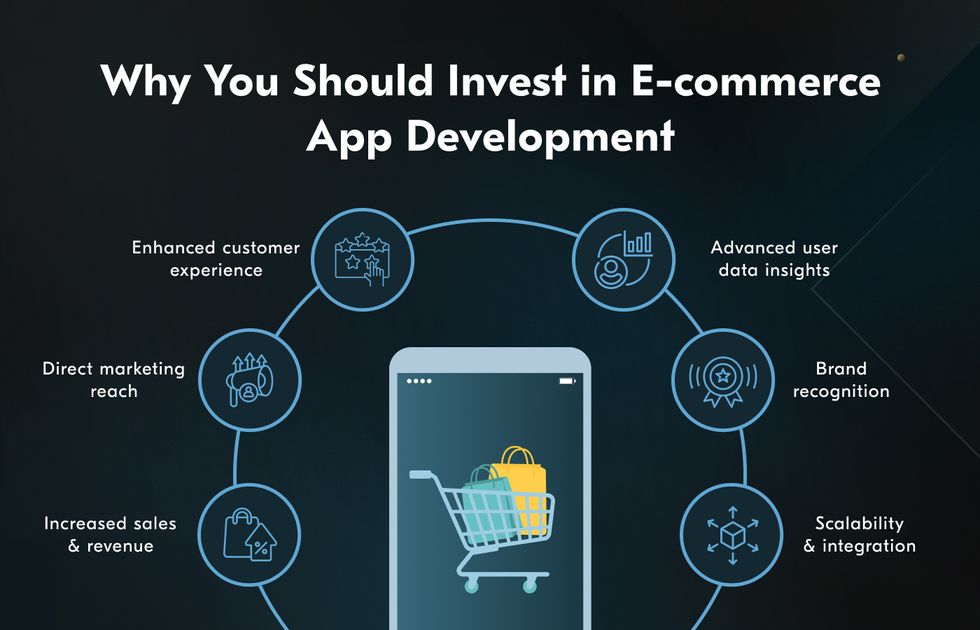 Why You Should Invest in E-commerce
App Development
Enhanced customer
experience
Advanced user
data insights
Direct marketing
reach
Brand
recognition
Increased sales
& revenue
Scalability
& integration
%